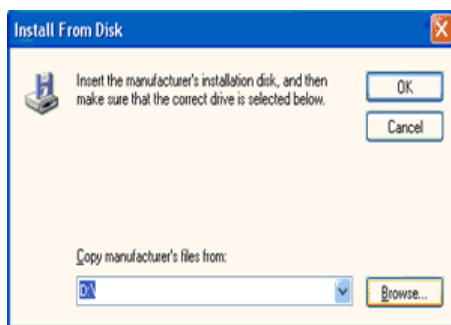 Install From Disk
Insert the manufacturer's installation disk, and then
make sure that the correct drive is selected below.
OK
Cancel
Copy manufacturer's files from:
D:\
Browse...